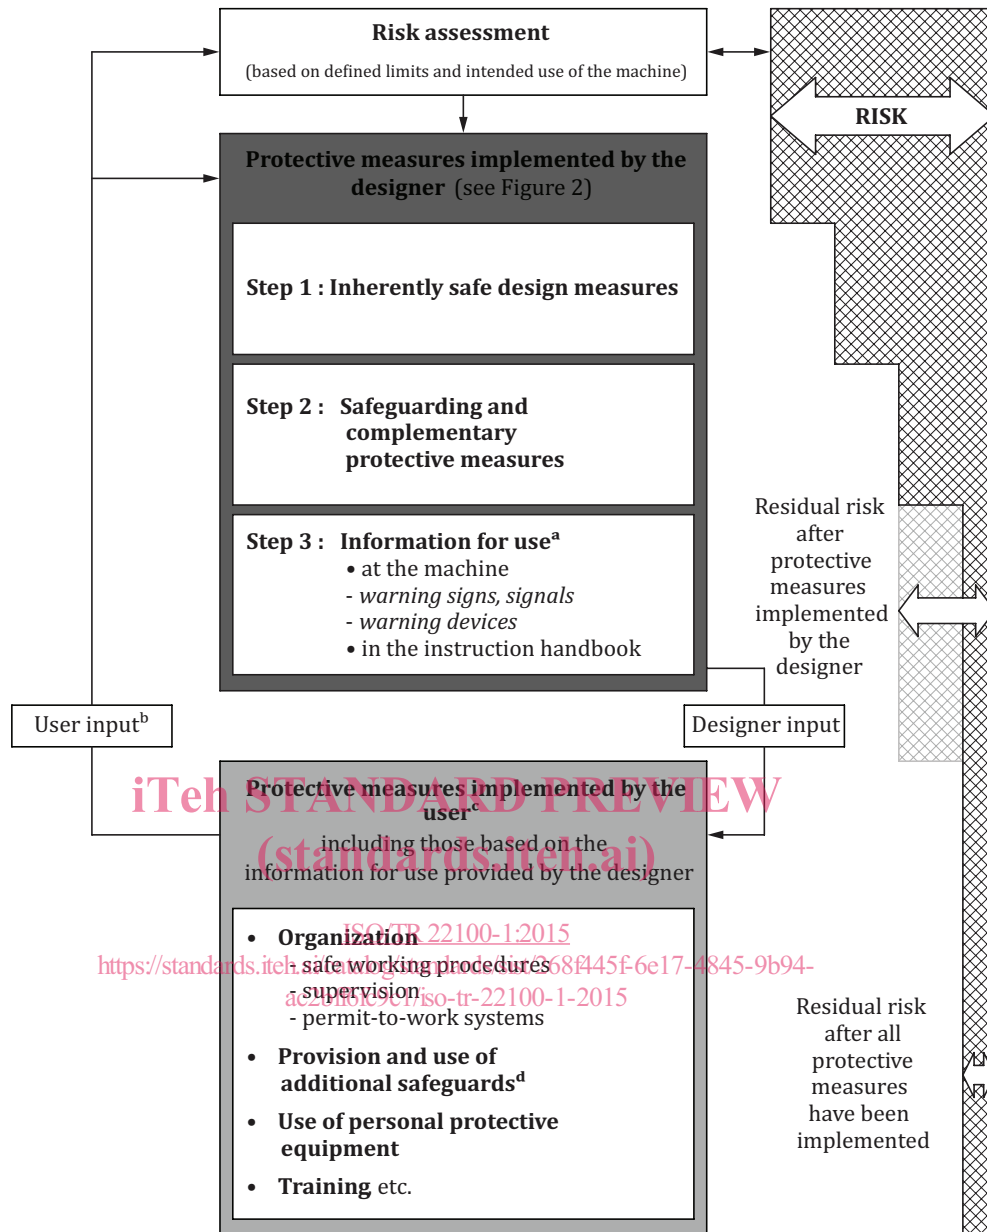 Risk assessment
(based on defined limits and intended use of the machine)
RISK
Protective measures implemented by the
designer (see Figure 2)
Step 1 : Inherently safe design measures
Step 2 : Safeguarding and
complementary
protective measures
Step 3 : Information for useᵃ
• at the machine
- warning signs, signals
- warning devices
• in the instruction handbook
Residual risk
after
protective
measures
implemented
by the
designer
User inputᵇ
Designer input
iTeh STANDARD PREVIEW
(standards.iteh.ai)
Protective measures implemented by the
userᶜ
including those based on the
information for use provided by the designer
ISO/TR 22100-1:2015
• Organization
- safe working procedures
- supervision
- permit-to-work systems
• Provision and use of
additional safeguardsᵈ
• Use of personal protective
equipment
• Training, etc.
Residual risk
after all
protective
measures
have been
implemented